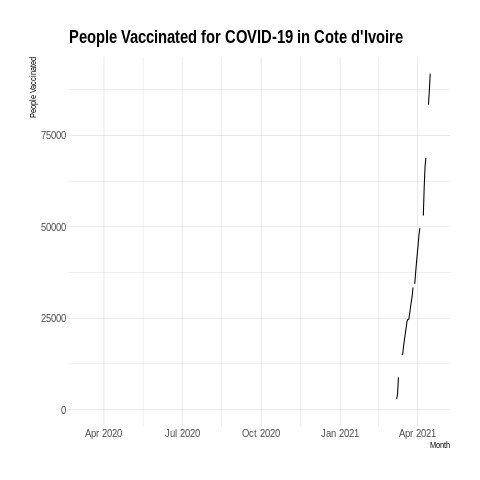 People Vaccinated for COVID-19 in Cote d'Ivoire
People Vaccinated
75000
50000
25000
0
Apr 2020 Jul 2020 Oct 2020 Jan 2021 Apr 2021
Month